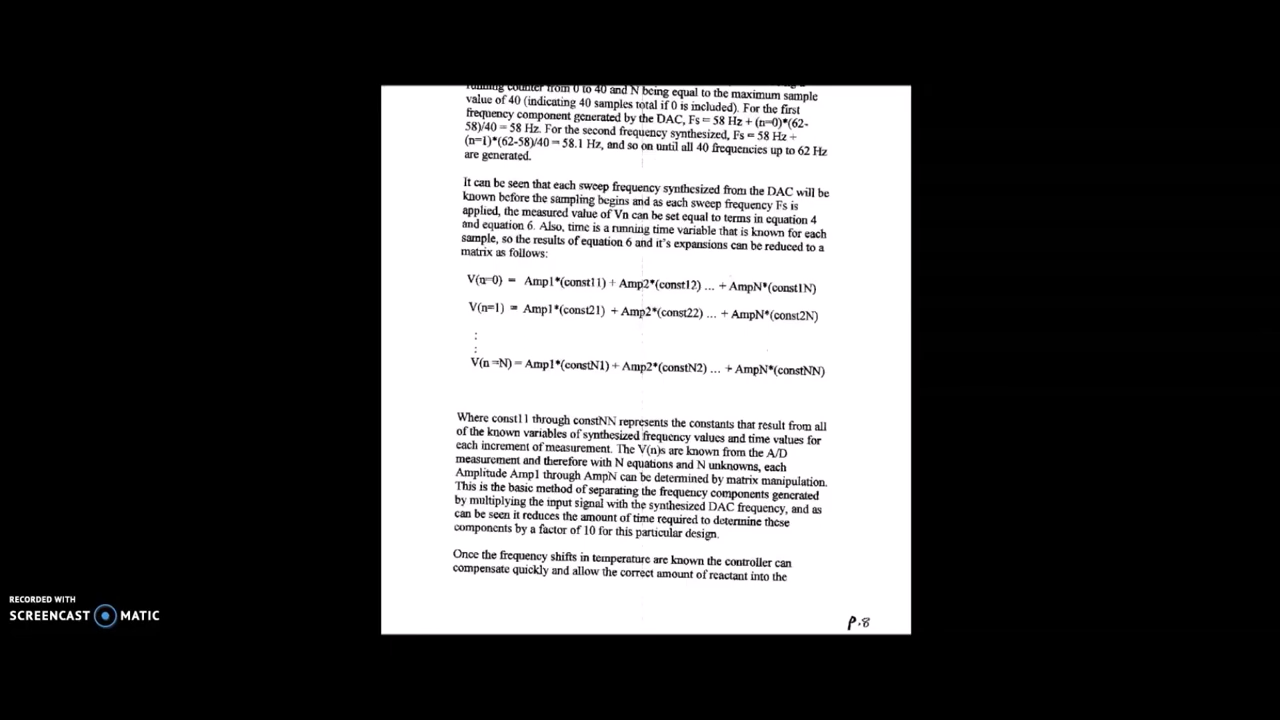 running counter from 0 to 40 and N being equal to the maximum sample
value of 40 (indicating 40 samples total if 0 is included). For the first
frequency component generated by the DAC, Fs = 58 Hz + (n=0)*(62-
58)/40 = 58 Hz. For the second frequency synthesized, Fs = 58 Hz +
(n=1)*(62-58)/40 = 58.1 Hz, and so on until all 40 frequencies up to 62 Hz
are generated.
It can be seen that each sweep frequency synthesized from the DAC will be
known before the sampling begins and as each sweep frequency Fs is
applied, the measured value of Vn can be set equal to terms in equation 4
and equation 6. Also, time is a running time variable that is known for each
sample, so the results of equation 6 and it's expansions can be reduced to a
matrix as follows:
V(n=0) = Amp1*(const11) + Amp2*(const12) ... + AmpN*(const1N)
V(n=1) = Amp1*(const21) + Amp2*(const22) ... + AmpN*(const2N)
:
:
V(n =N) = Amp1*(constN1) + Amp2*(constN2) ... + AmpN*(constNN)
Where const11 through constNN represents the constants that result from all
of the known variables of synthesized frequency values and time values for
each increment of measurement. The V(n)s are known from the A/D
measurement and therefore with N equations and N unknowns, each
Amplitude Amp1 through AmpN can be determined by matrix manipulation.
This is the basic method of separating the frequency components generated
by multiplying the input signal with the synthesized DAC frequency, and as
can be seen it reduces the amount of time required to determine these
components by a factor of 10 for this particular design.
Once the frequency shifts in temperature are known the controller can
compensate quickly and allow the correct amount of reactant into the
P.8
RECORDED WITH
SCREENCAST MATIC